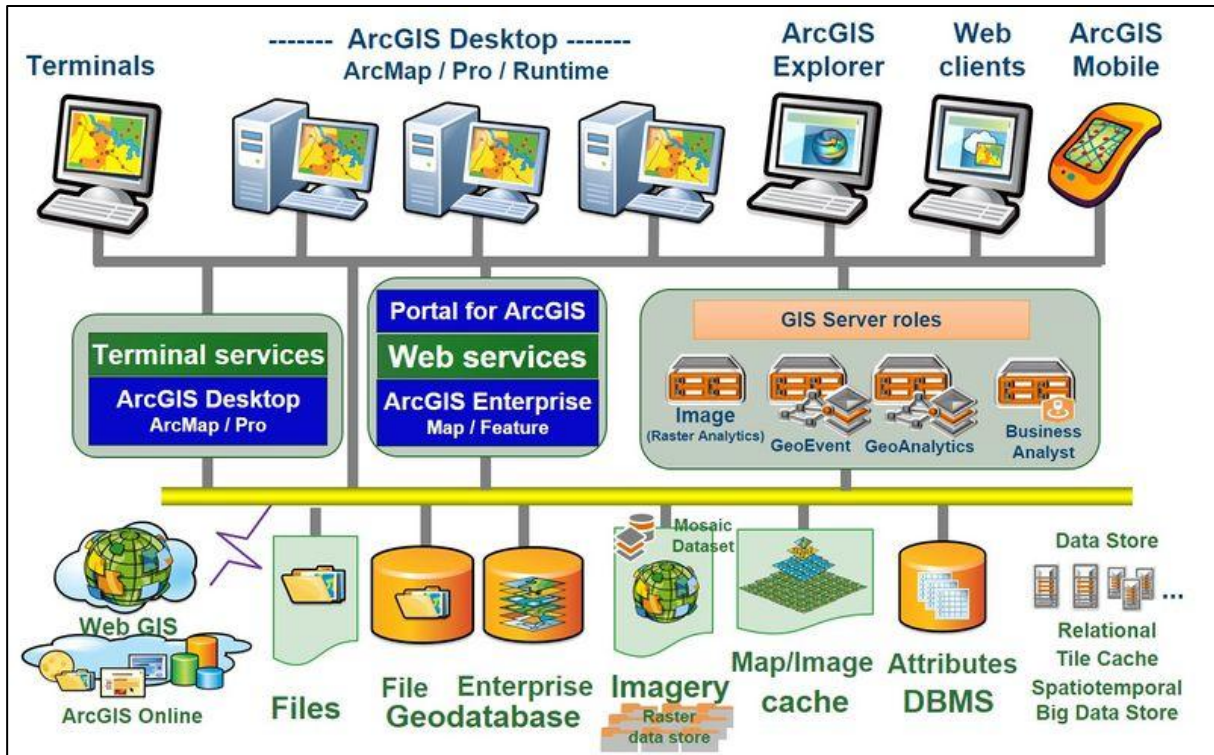 Terminals
------- ArcGIS Desktop -------
ArcMap / Pro / Runtime
ArcGIS
Explorer
Web
clients
ArcGIS
Mobile
Terminal services
ArcGIS Desktop
ArcMap / Pro
Portal for ArcGIS
Web services
ArcGIS Enterprise
Map / Feature
GIS Server roles
Image
(Raster Analytics)
GeoEvent
GeoAnalytics
Business
Analyst
Web GIS
ArcGIS Online
Files
File
Enterprise
Geodatabase
Mosaic
Dataset
Imagery
Raster
data store
Map/Image
cache
Attributes
DBMS
Data Store
...
Relational
Tile Cache
Spatiotemporal
Big Data Store